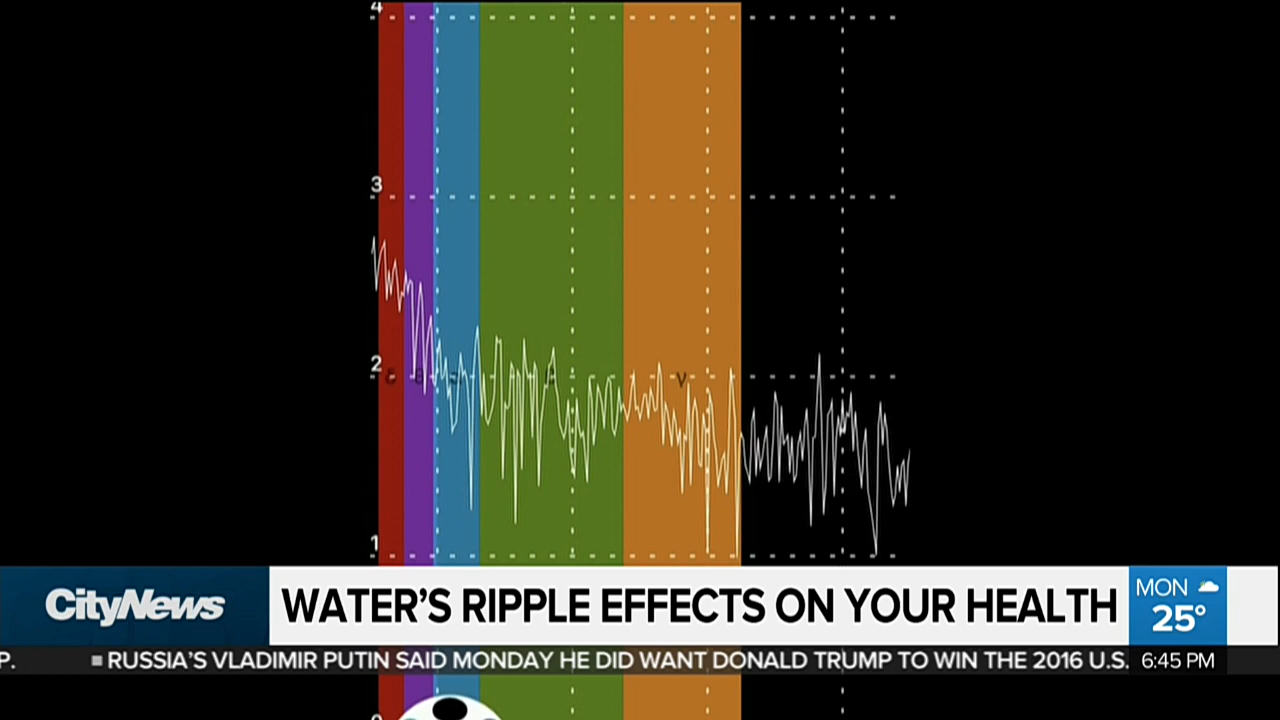 4
3
2
δ θ α β γ
1
CityNews
WATER'S RIPPLE EFFECTS ON YOUR HEALTH
MON
25°
P. ■ RUSSIA'S VLADIMIR PUTIN SAID MONDAY HE DID WANT DONALD TRUMP TO WIN THE 2016 U.S.
6:45 PM